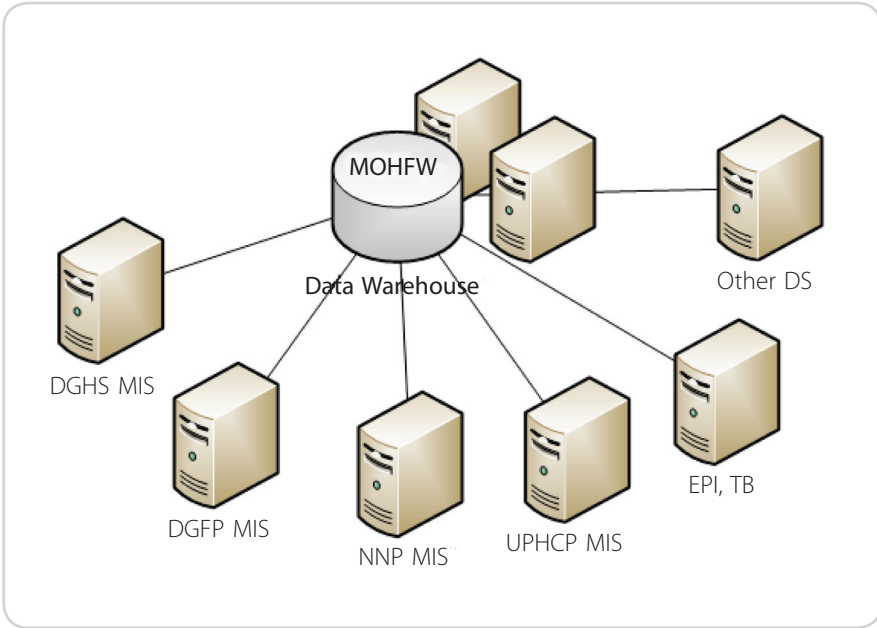 MOHFW
Data Warehouse
Other DS
DGHS MIS
EPI, TB
DGFP MIS
UPHCP MIS
NNP MIS